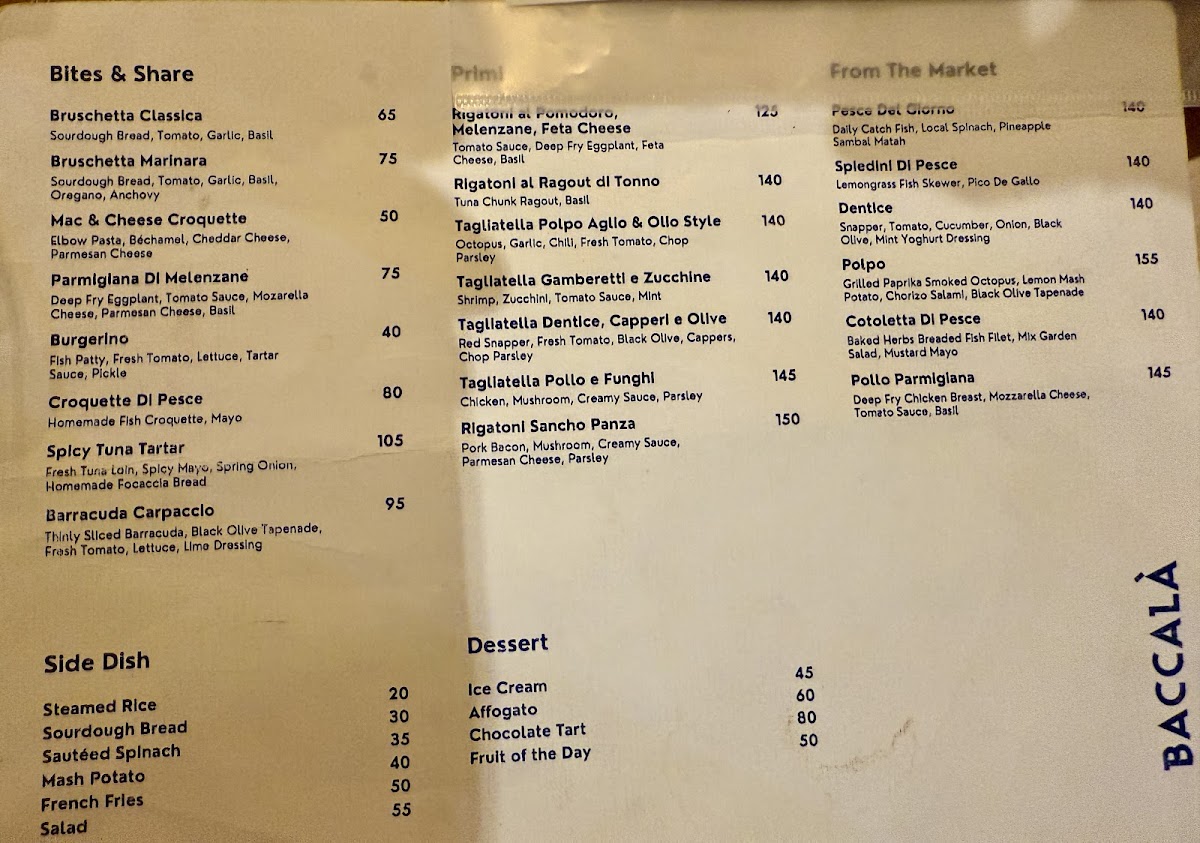 Bites & Share
Bruschetta Classica 65
Sourdough Bread, Tomato, Garlic, Basil
Bruschetta Marinara 75
Sourdough Bread, Tomato, Garlic, Basil,
Oregano, Anchovy
Mac & Cheese Croquette 50
Elbow Pasta, Béchamel, Cheddar Cheese,
Parmesan Cheese
Parmigiana Di Melenzane 75
Deep Fry Eggplant, Tomato Sauce, Mozarella
Cheese, Parmesan Cheese, Basil
Burgerino 40
Fish Patty, Fresh Tomato, Lettuce, Tartar
Sauce, Pickle
Croquette Di Pesce 80
Homemade Fish Croquette, Mayo
Spicy Tuna Tartar 105
Fresh Tuna Loin, Spicy Mayo, Spring Onion,
Homemade Focaccia Bread
Barracuda Carpaccio 95
Thinly Sliced Barracuda, Black Olive Tapenade,
Fresh Tomato, Lettuce, Lime Dressing
Primi
Rigatoni al Pomodoro, 125
Melenzane, Feta Cheese
Tomato Sauce, Deep Fry Eggplant, Feta
Cheese, Basil
Rigatoni al Ragout di Tonno 140
Tuna Chunk Ragout, Basil
Tagliatella Polpo Aglio & Olio Style 140
Octopus, Garlic, Chili, Fresh Tomato, Chop
Parsley
Tagliatella Gamberetti e Zucchine 140
Shrimp, Zucchini, Tomato Sauce, Mint
Tagliatella Dentice, Capperi e Olive 140
Red Snapper, Fresh Tomato, Black Olive, Cappers,
Chop Parsley
Tagliatella Pollo e Funghi 145
Chicken, Mushroom, Creamy Sauce, Parsley
Rigatoni Sancho Panza 150
Pork Bacon, Mushroom, Creamy Sauce,
Parmesan Cheese, Parsley
From The Market
Pesce Del Giorno 140
Daily Catch Fish, Local Spinach, Pineapple
Sambal Matah
Spiedini Di Pesce 140
Lemongrass Fish Skewer, Pico De Gallo
Dentice 140
Snapper, Tomato, Cucumber, Onion, Black
Olive, Mint Yoghurt Dressing
Polpo 155
Grilled Paprika Smoked Octopus, Lemon Mash
Potato, Chorizo Salami, Black Olive Tapenade
Cotoletta Di Pesce 140
Baked Herbs Breaded Fish Filet, Mix Garden
Salad, Mustard Mayo
Pollo Parmigiana 145
Deep Fry Chicken Breast, Mozzarella Cheese,
Tomato Sauce, Basil
Side Dish
Steamed Rice 20
Sourdough Bread 30
Sautéed Spinach 35
Mash Potato 40
French Fries 50
Salad 55
Dessert
Ice Cream 45
Affogato 60
Chocolate Tart 80
Fruit of the Day 50
BACCALÀ